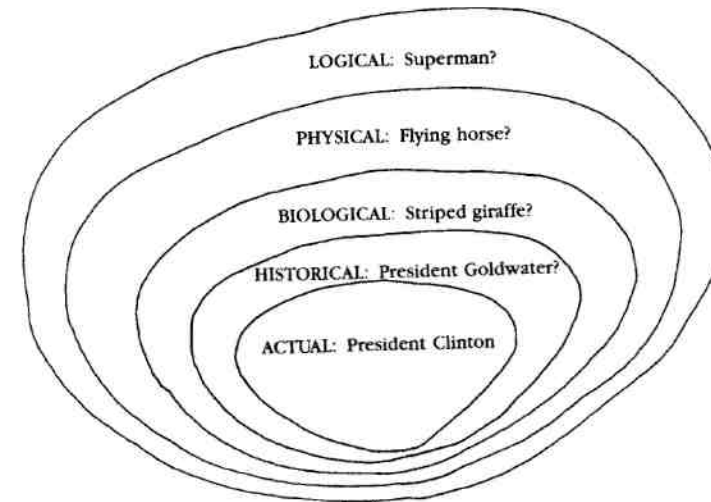 LOGICAL: Superman?
PHYSICAL: Flying horse?
BIOLOGICAL: Striped giraffe?
HISTORICAL: President Goldwater?
ACTUAL: President Clinton